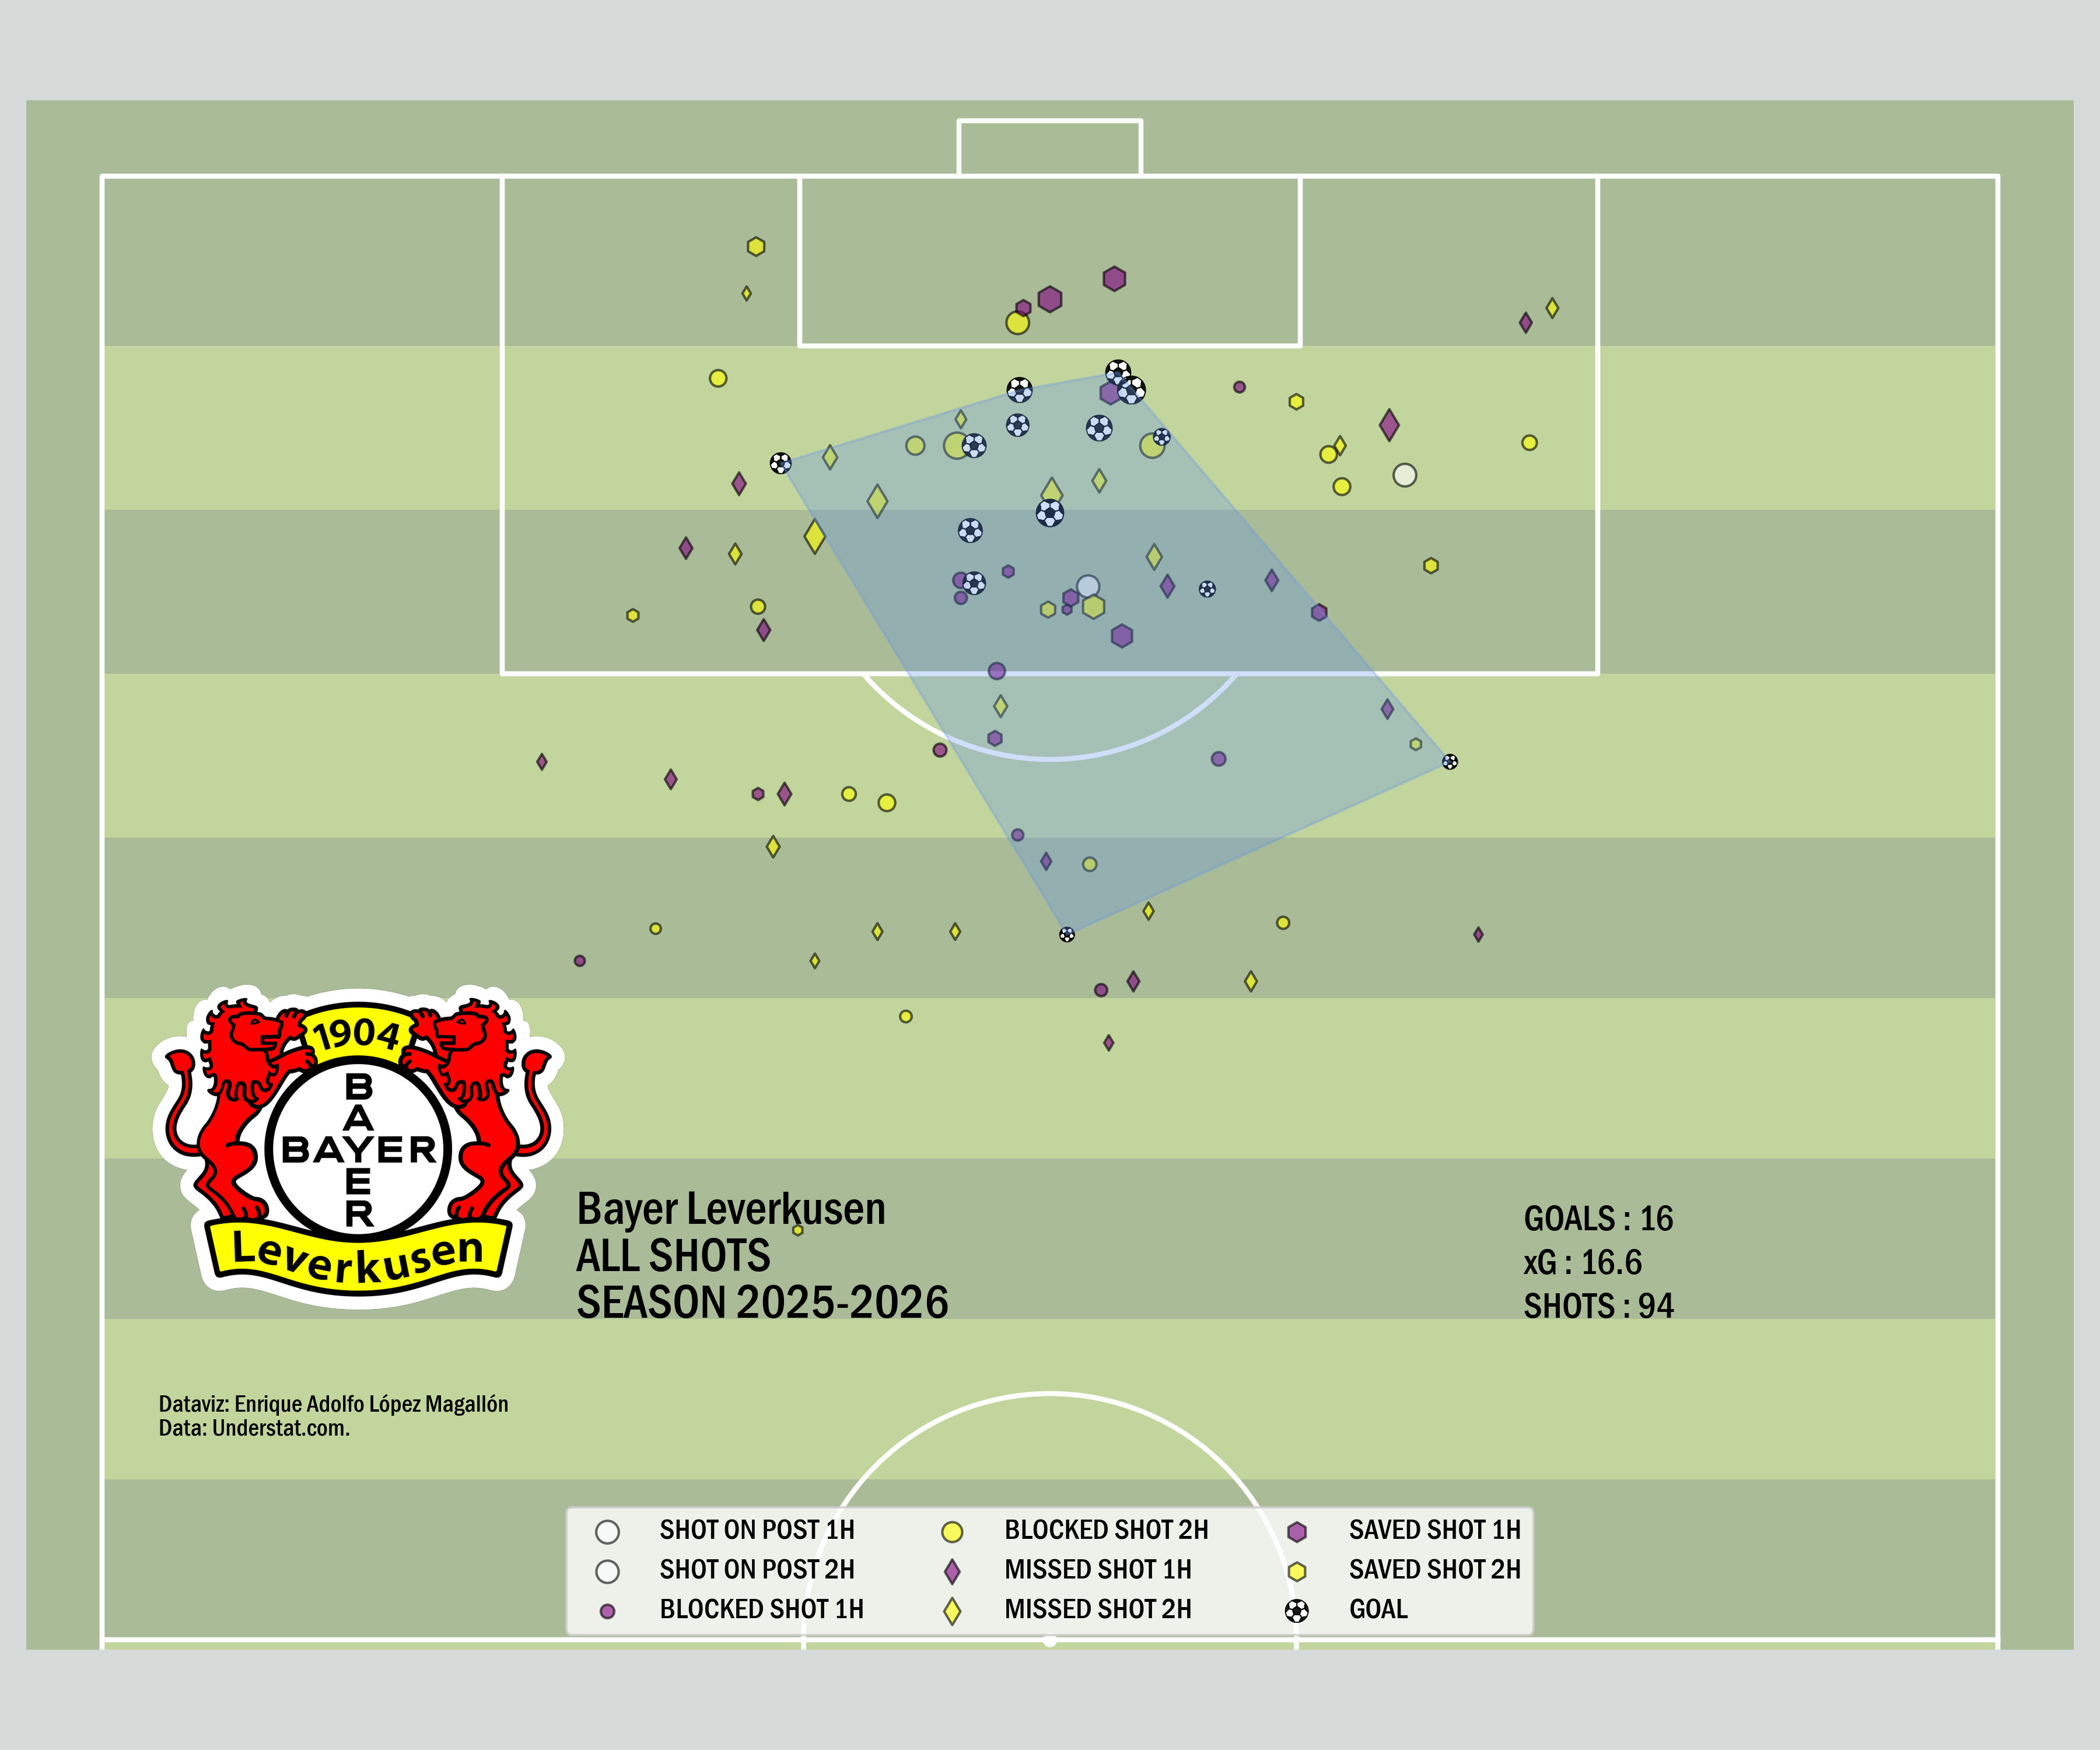 1904
B
A
BAYER
E
R
Leverkusen
Bayer Leverkusen
ALL SHOTS
SEASON 2025-2026
GOALS : 16
xG : 16.6
SHOTS : 94
Dataviz: Enrique Adolfo López Magallón
Data: Understat.com.
SHOT ON POST 1H
SHOT ON POST 2H
BLOCKED SHOT 1H
BLOCKED SHOT 2H
MISSED SHOT 1H
MISSED SHOT 2H
SAVED SHOT 1H
SAVED SHOT 2H
GOAL